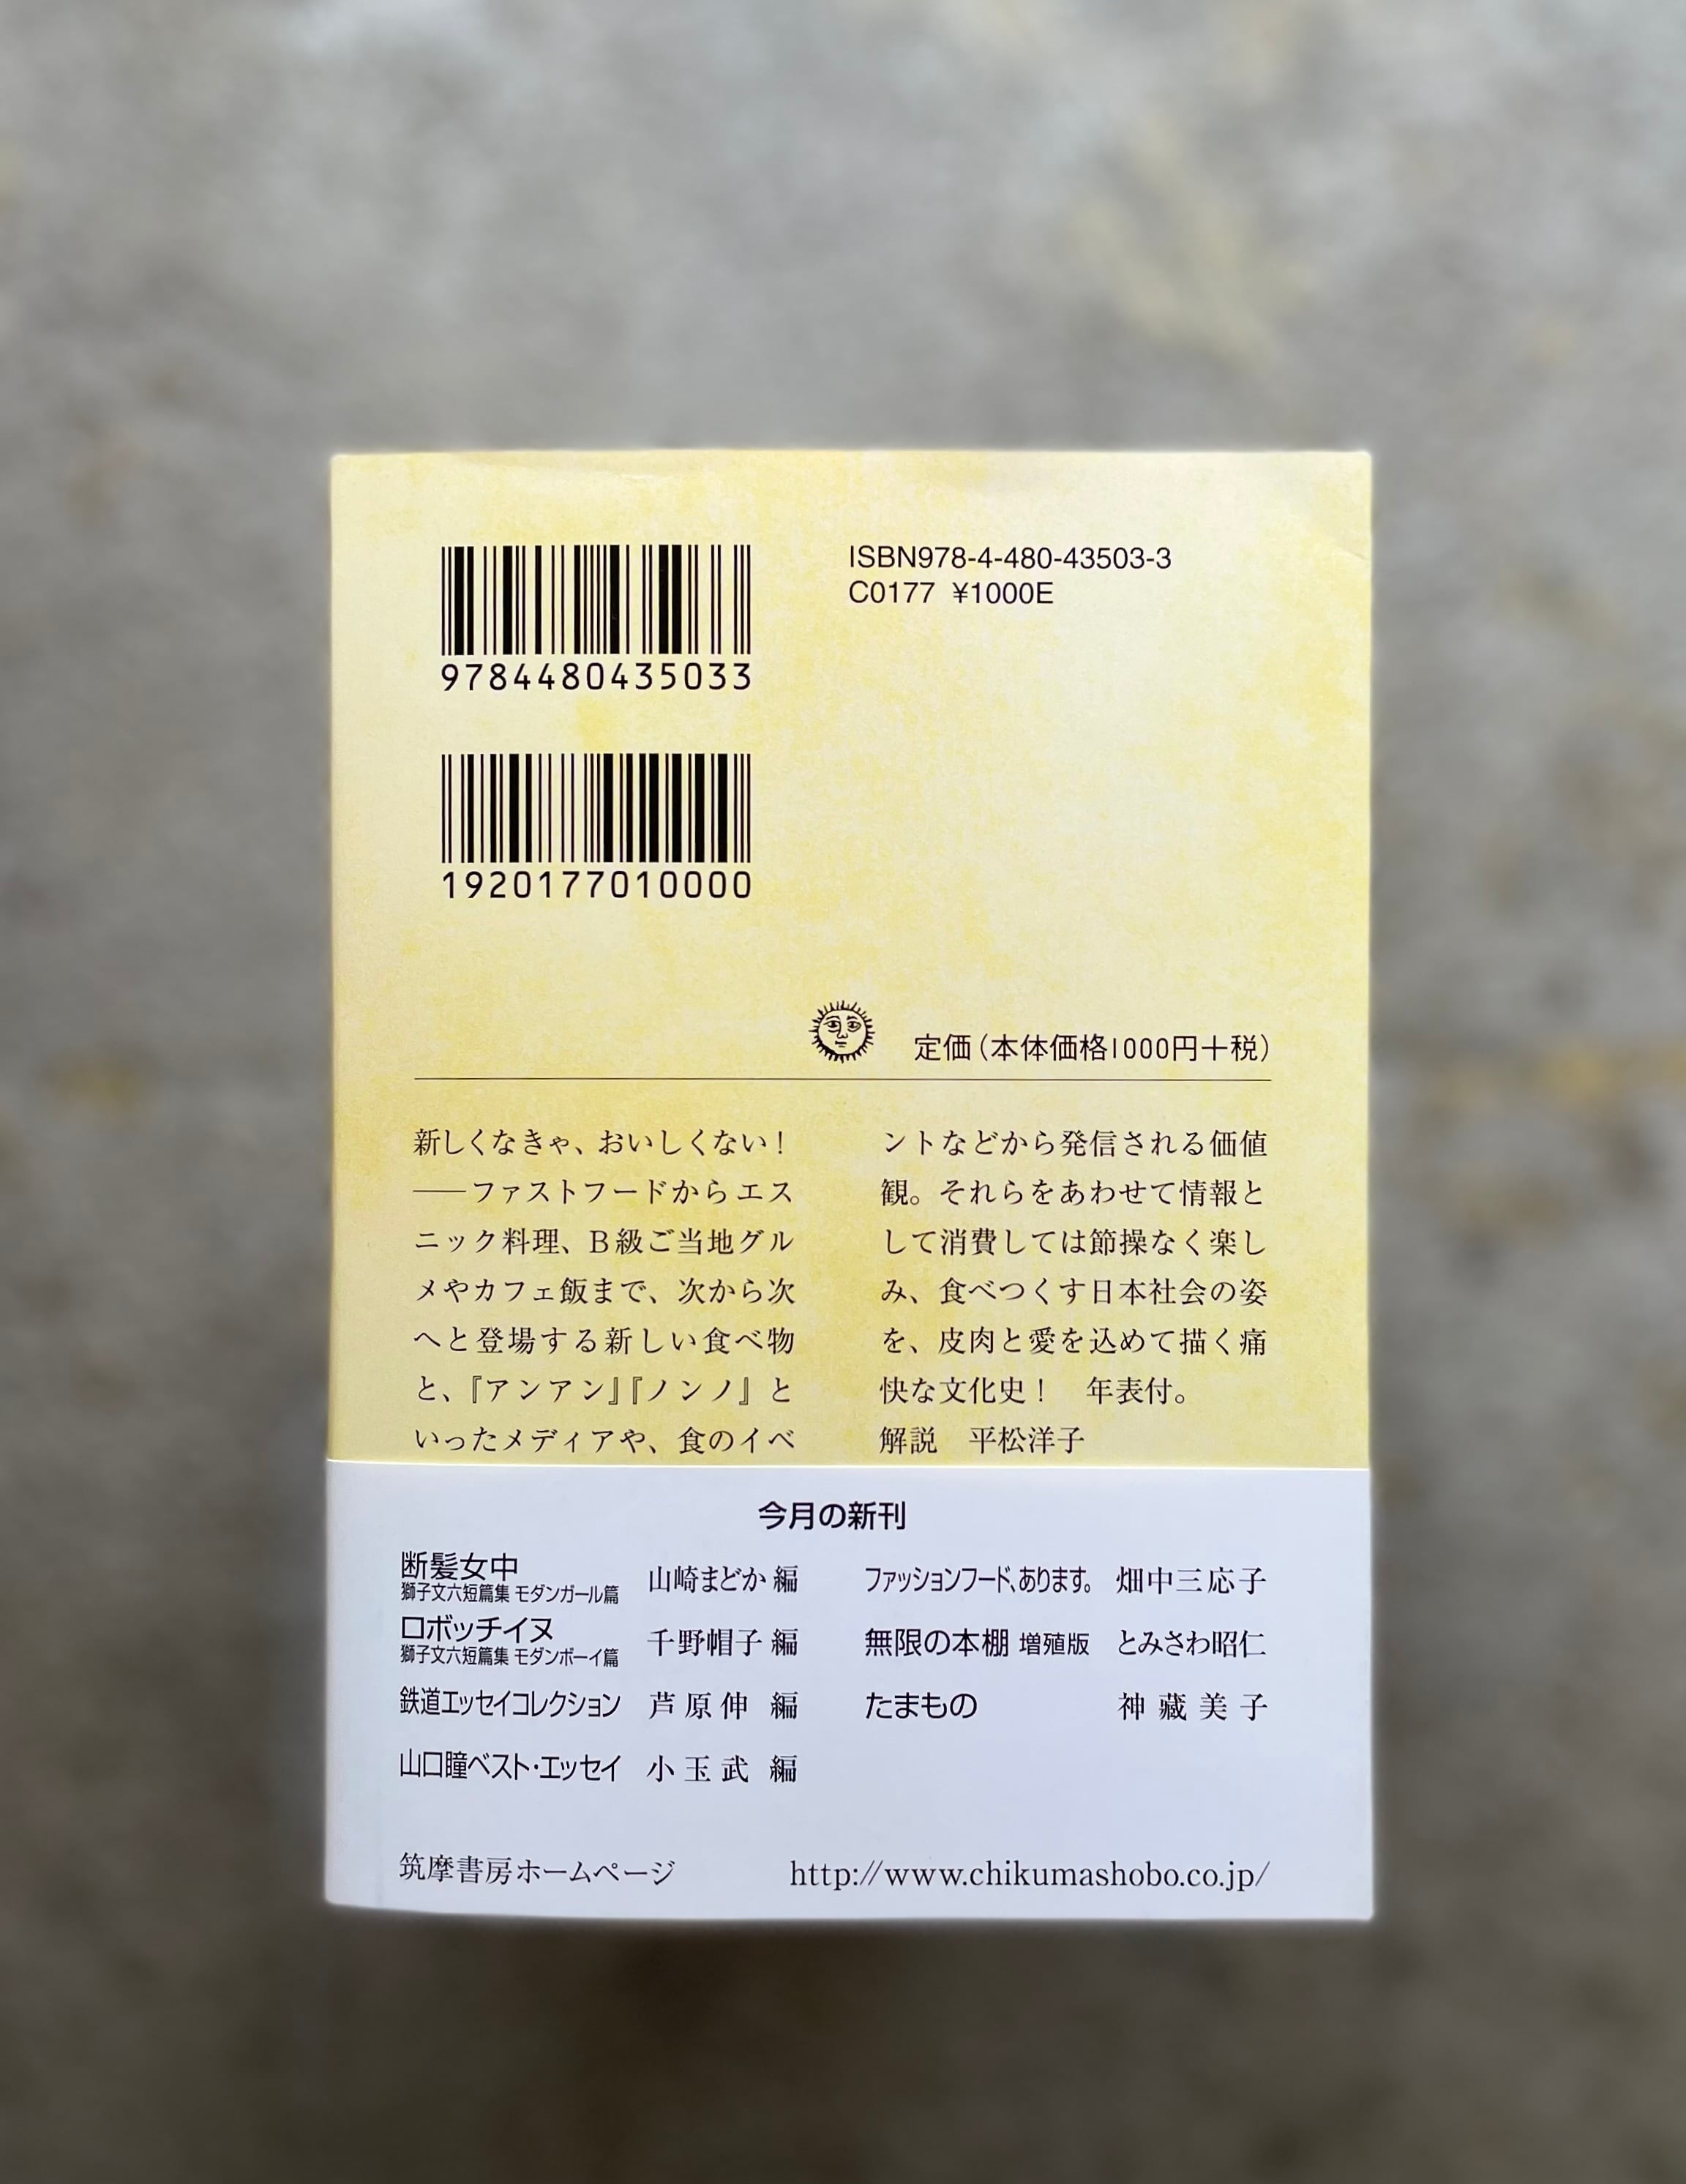 9784480435033
1920177010000
ISBN978-4-480-43503-3
C0177 ¥1000E
定価(本体価格1000円+税)
新しくなきゃ、おいしくない!
――ファストフードからエス
ニック料理、B級ご当地グル
メやカフェ飯まで、次から次
へと登場する新しい食べ物
と、『アンアン』『ノンノ』と
いったメディアや、食のイベ
ントなどから発信される価値
観。それらをあわせて情報と
して消費しては節操なく楽し
み、食べつくす日本社会の姿
を、皮肉と愛を込めて描く痛
快な文化史! 年表付。
解説 平松洋子
今月の新刊
断髪女中
獅子文六短篇集 モダンガール篇
山崎まどか 編
ロボッチイヌ
獅子文六短篇集 モダンボーイ篇
千野帽子 編
鉄道エッセイコレクション 芦原伸 編
山口瞳ベスト・エッセイ 小玉武 編
ファッションフード、あります。 畑中三応子
無限の本棚 増殖版 とみさわ昭仁
たまもの 神藏美子
筑摩書房ホームページ http://www.chikumashobo.co.jp/